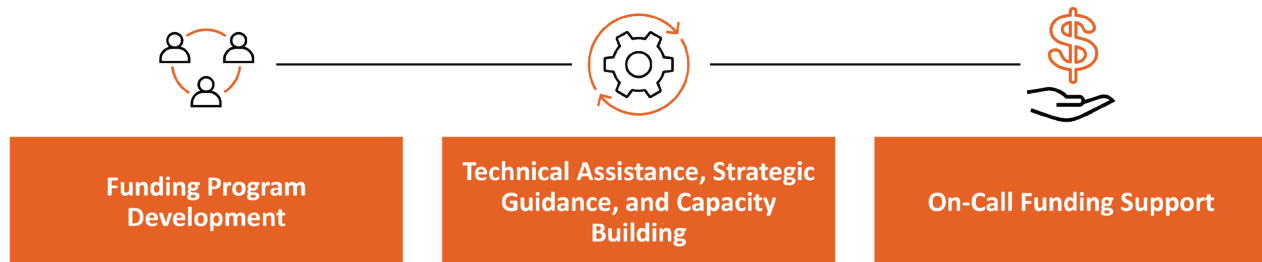 Funding Program
Development
Technical Assistance, Strategic
Guidance, and Capacity
Building
On-Call Funding Support